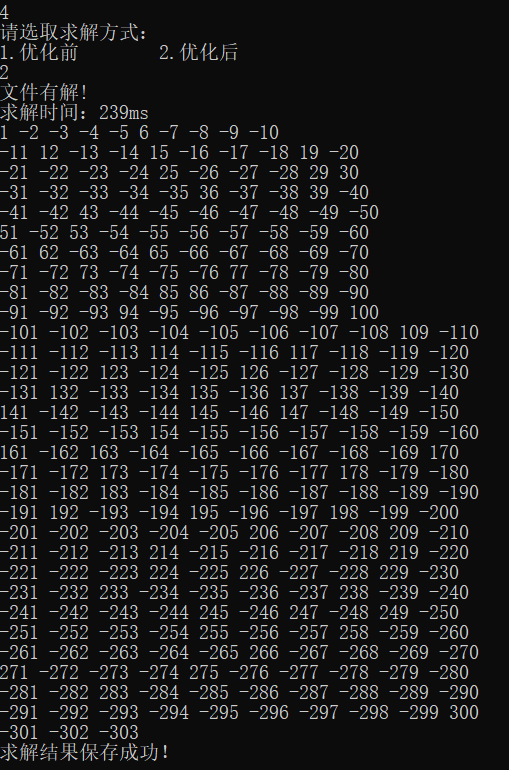 4
请选取求解方式：
1.优化前        2.优化后
2
文件有解!
求解时间：239ms
1 -2 -3 -4 -5 6 -7 -8 -9 -10
-11 12 -13 -14 15 -16 -17 -18 19 -20
-21 -22 -23 -24 25 -26 -27 -28 29 30
-31 -32 -33 -34 -35 36 -37 -38 39 -40
-41 -42 43 -44 -45 -46 -47 -48 -49 -50
51 -52 53 -54 -55 -56 -57 -58 -59 -60
-61 62 -63 -64 65 -66 -67 -68 -69 -70
-71 -72 73 -74 -75 -76 77 -78 -79 -80
-81 -82 -83 -84 85 86 -87 -88 -89 -90
-91 -92 -93 94 -95 -96 -97 -98 -99 100
-101 -102 -103 -104 -105 -106 -107 -108 109 -110
-111 -112 -113 114 -115 -116 117 -118 -119 -120
-121 -122 123 -124 -125 126 -127 -128 -129 -130
-131 132 -133 -134 135 -136 137 -138 -139 -140
141 -142 -143 -144 145 -146 147 -148 -149 -150
-151 -152 -153 154 -155 -156 -157 -158 -159 -160
161 -162 163 -164 -165 -166 -167 -168 -169 170
-171 -172 173 -174 -175 -176 -177 178 -179 -180
-181 -182 183 -184 -185 -186 -187 -188 -189 -190
-191 192 -193 -194 195 -196 -197 198 -199 -200
-201 -202 -203 -204 -205 206 -207 -208 209 -210
-211 -212 -213 214 -215 -216 -217 -218 219 -220
-221 -222 -223 224 -225 226 -227 -228 229 -230
-231 -232 233 -234 -235 -236 -237 238 -239 -240
-241 -242 -243 -244 245 -246 247 -248 249 -250
-251 -252 -253 -254 255 -256 -257 258 -259 -260
-261 -262 -263 -264 -265 266 -267 -268 -269 -270
271 -272 -273 -274 275 -276 -277 -278 -279 -280
-281 -282 283 -284 -285 -286 -287 -288 -289 -290
-291 -292 -293 -294 -295 -296 -297 -298 -299 300
-301 -302 -303
求解结果保存成功!